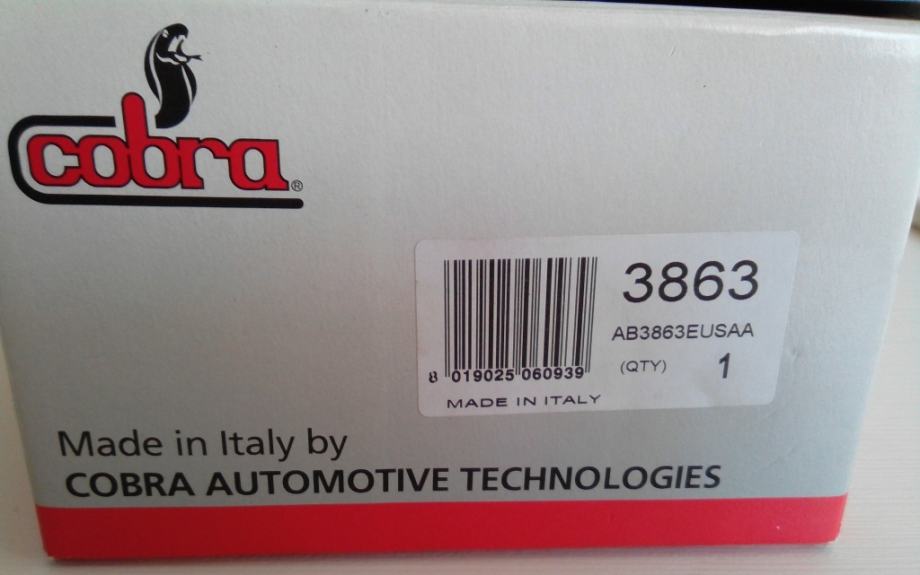 cobra®
3863
AB3863EUSAA
(QTY) 1
8 019025 060939
MADE IN ITALY
Made in Italy by
COBRA AUTOMOTIVE TECHNOLOGIES